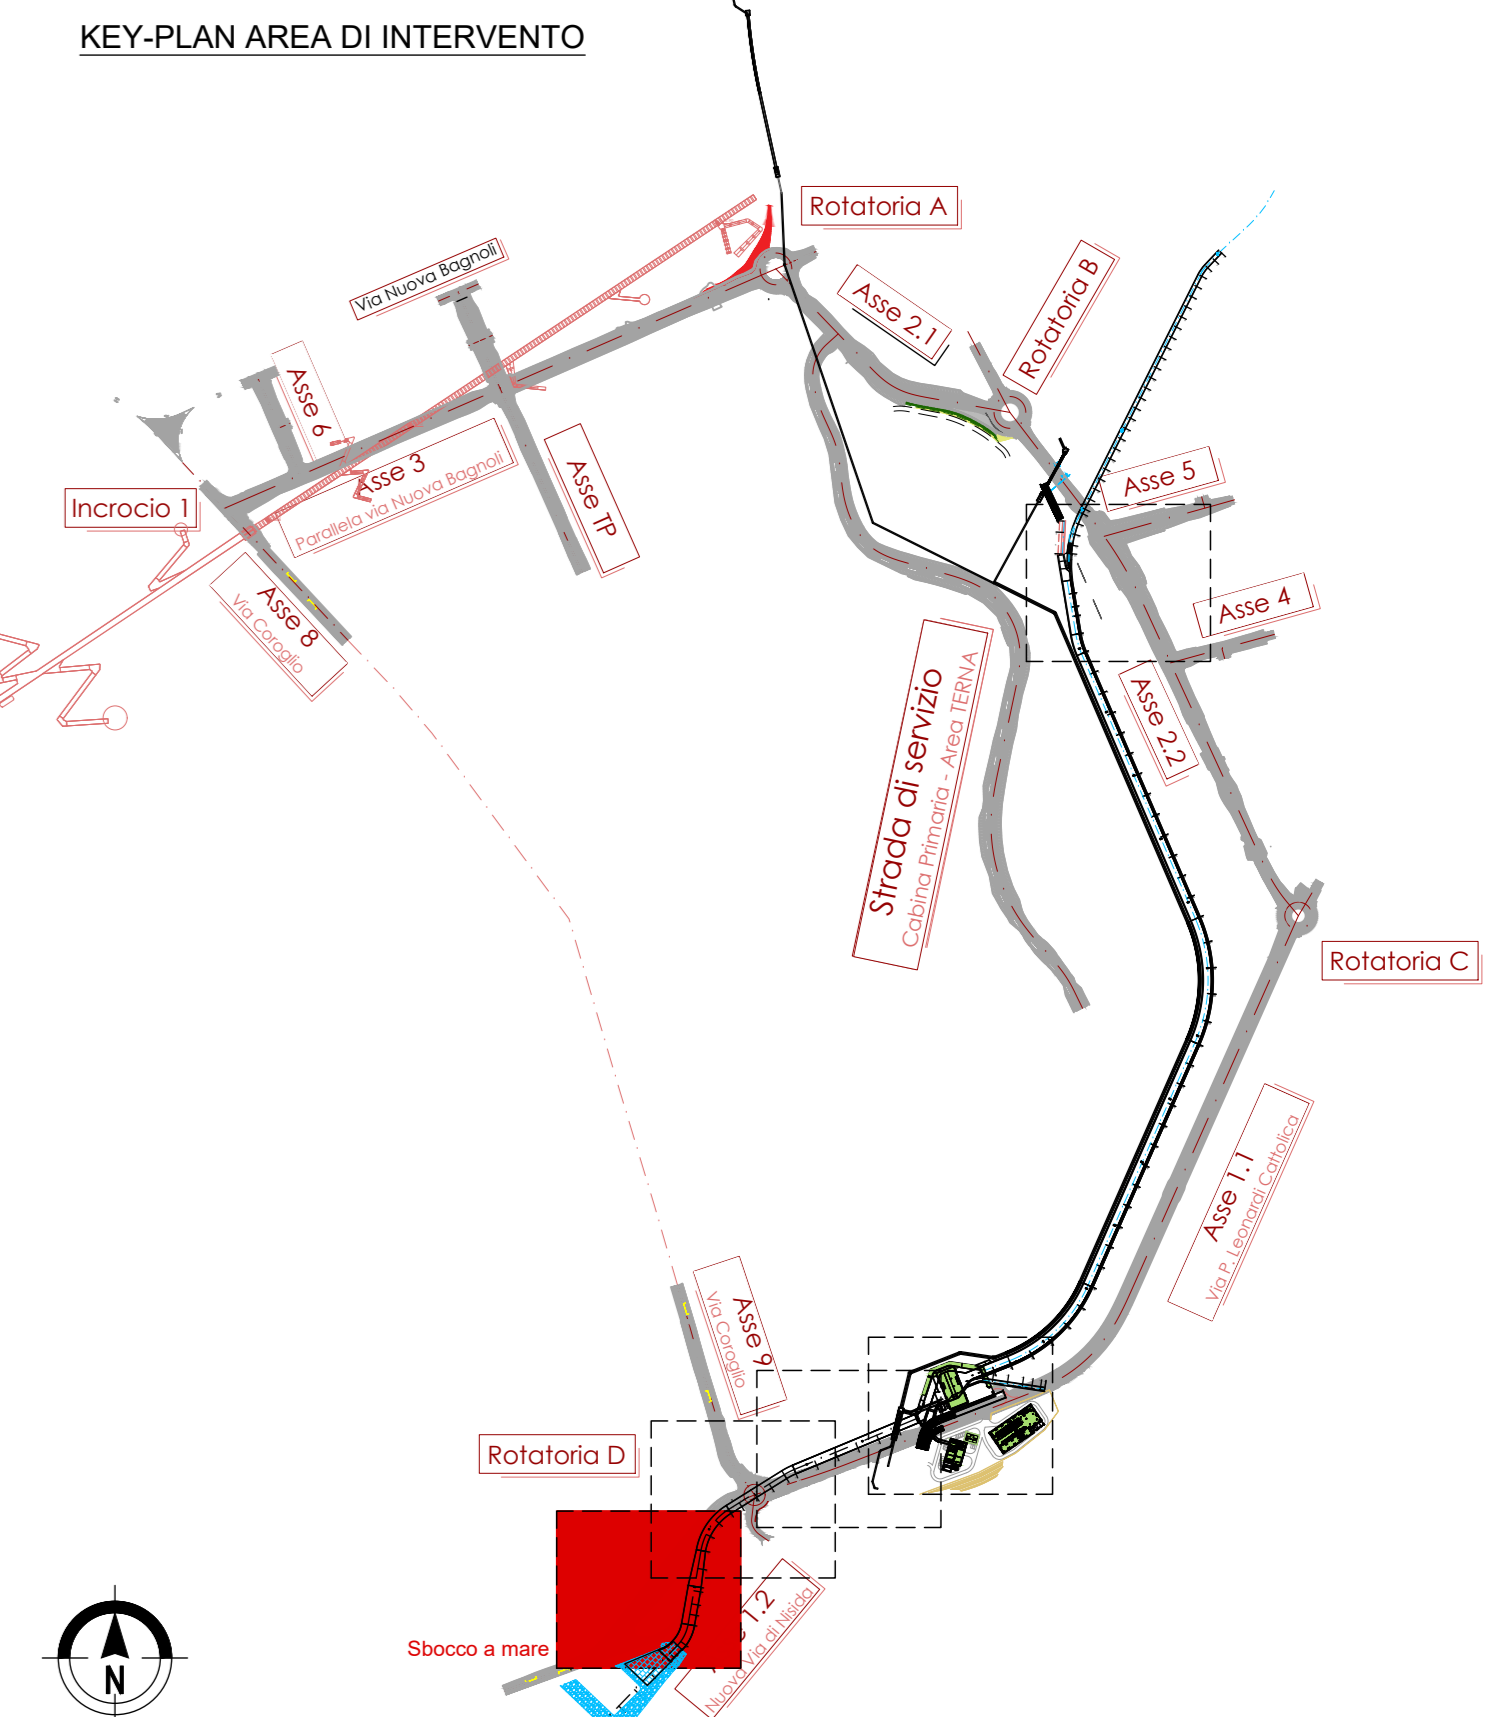 KEY-PLAN AREA DI INTERVENTO
Rotatoria A
Via Nuova Bagnoli
Asse 2.1
Rotatoria B
Asse 6
Asse 3
Parallela via Nuova Bagnoli
Asse TP
Asse 5
Incrocio 1
Asse 8
Via Coroglio
Asse 4
Strada di servizio
Cabina Primaria - Area TERNA
Asse 2.2
Rotatoria C
Asse 1.1
Via P. Leonardi Cattolica
Asse 9
Via Coroglio
Rotatoria D
1.2
Nuova Via di Nisida
Sbocco a mare
N